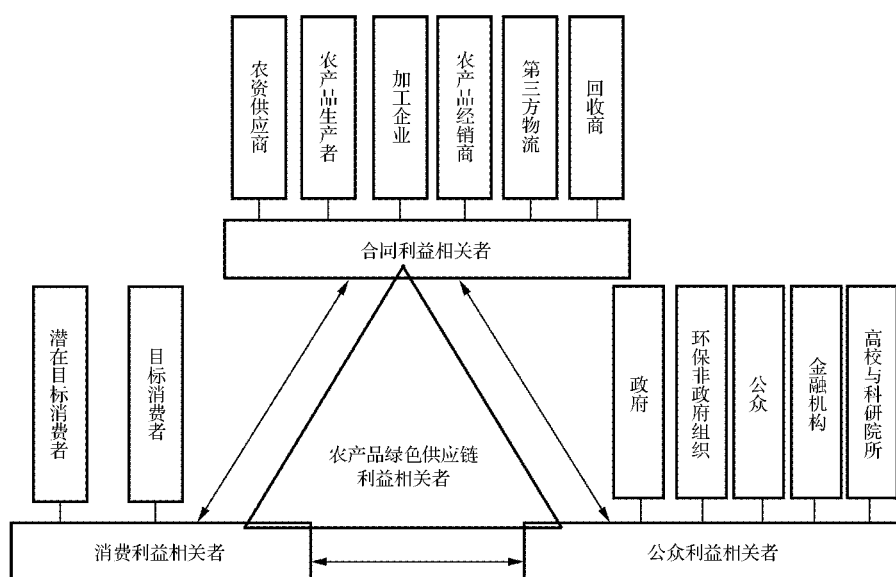 农资供应商
农产品生产者
加工企业
农产品经销商
第三方物流
回收商
合同利益相关者
潜在目标消费者
目标消费者
政府
环保非政府组织
公众
金融机构
高校与科研院所
农产品绿色供应链
利益相关者
消费利益相关者
公众利益相关者